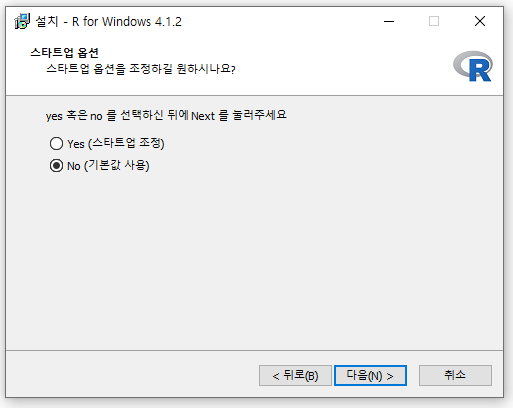 설치 - R for Windows 4.1.2
스타트업 옵션
스타트업 옵션을 조정하길 원하시나요?
R
yes 혹은 no 를 선택하신 뒤에 Next 를 눌러주세요
Yes (스타트업 조정)
No (기본값 사용)
< 뒤로(B)
다음(N) >
취소